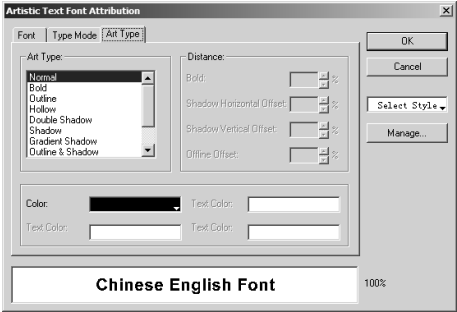 Artistic Text Font Attribution
Font Type Mode Art Type
OK
Cancel
Select Style
Manage...
Art Type:
Normal
Bold
Outline
Hollow
Double Shadow
Shadow
Gradient Shadow
Outline & Shadow
Distance:
Bold: %
Shadow Horizontal Offset: %
Shadow Vertical Offset: %
Offline Offset: %
Color: Text Color:
Text Color: Text Color:
Chinese English Font 100%